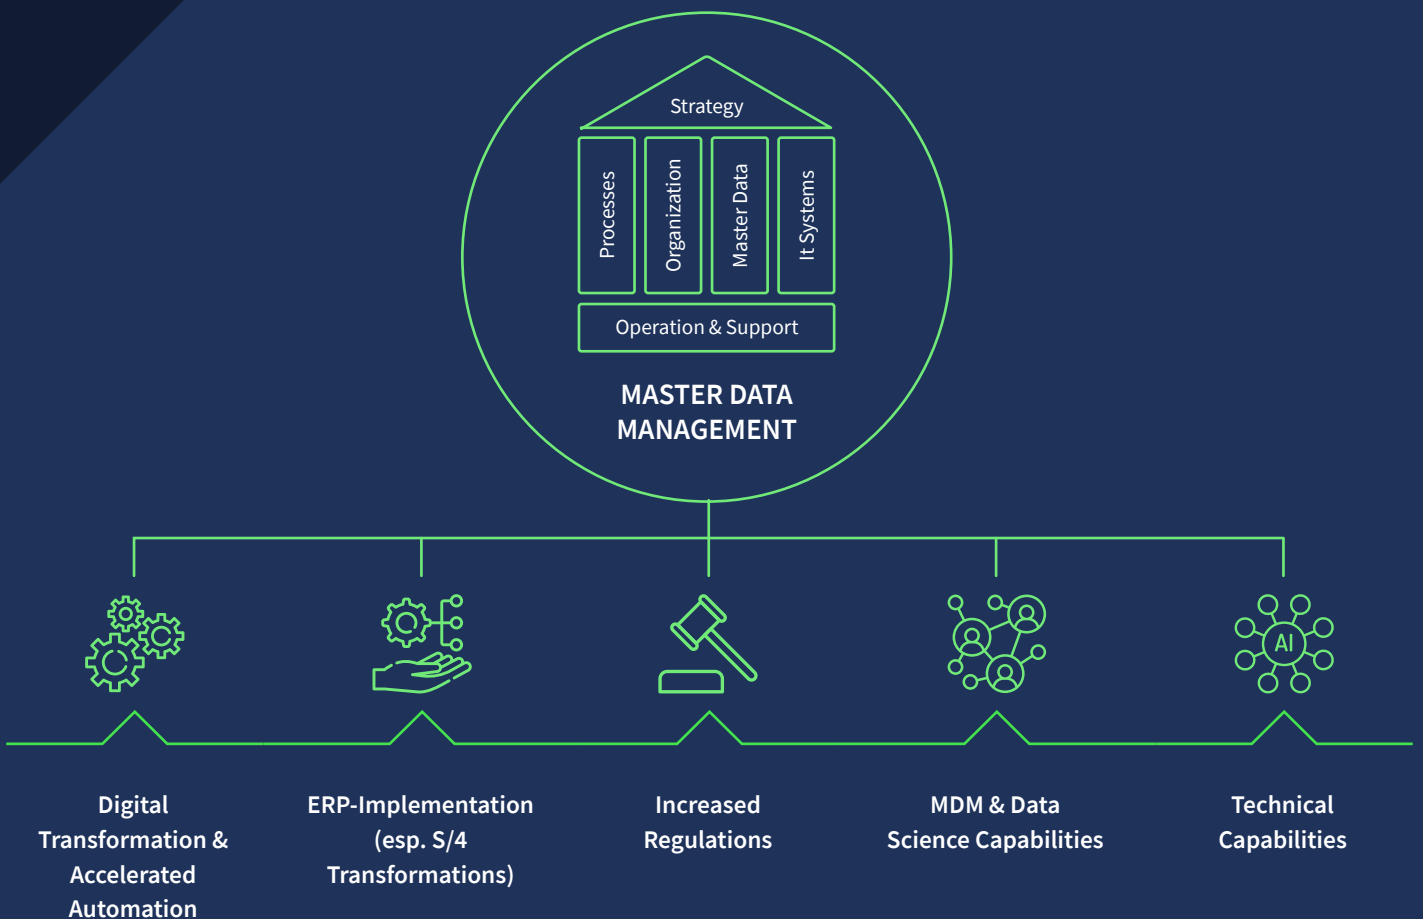 Strategy
Processes
Organization
Master Data
It Systems
Operation & Support
MASTER DATA
MANAGEMENT
AI
Digital
Transformation &
Accelerated
Automation
ERP-Implementation
(esp. S/4
Transformations)
Increased
Regulations
MDM & Data
Science Capabilities
Technical
Capabilities